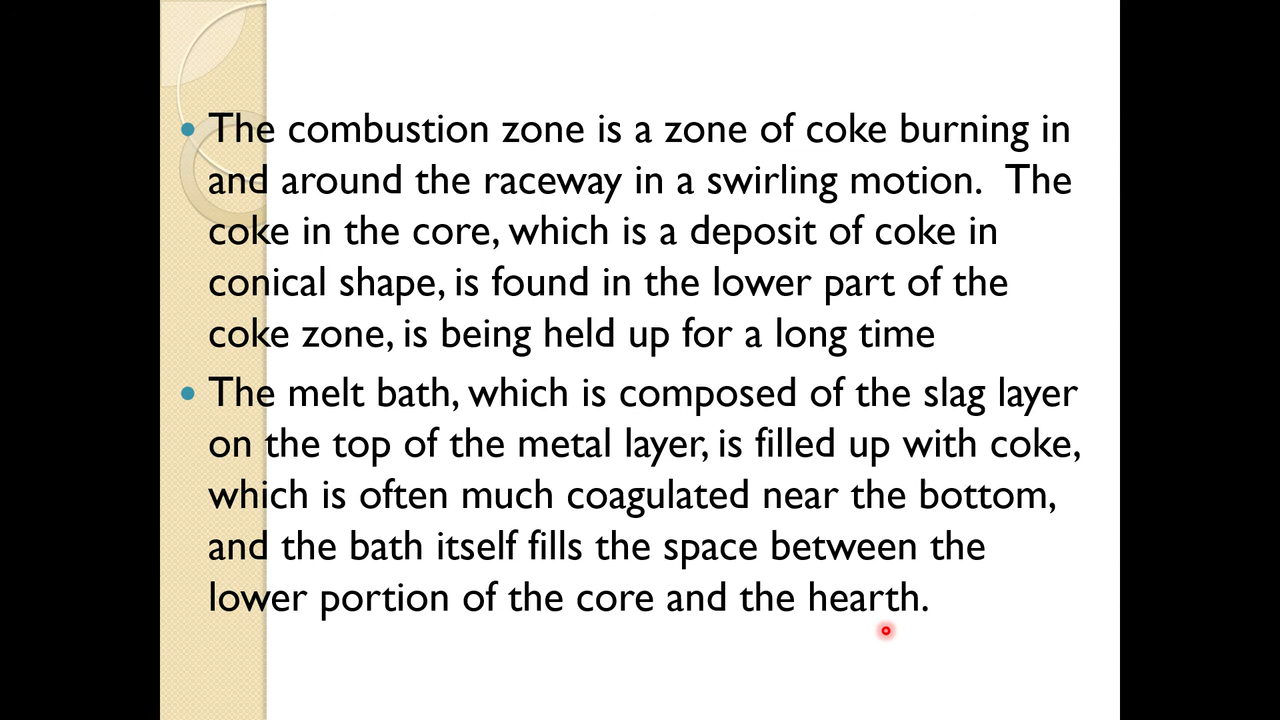 • The combustion zone is a zone of coke burning in
and around the raceway in a swirling motion.  The
coke in the core, which is a deposit of coke in
conical shape, is found in the lower part of the
coke zone, is being held up for a long time
• The melt bath, which is composed of the slag layer
on the top of the metal layer, is filled up with coke,
which is often much coagulated near the bottom,
and the bath itself fills the space between the
lower portion of the core and the hearth.